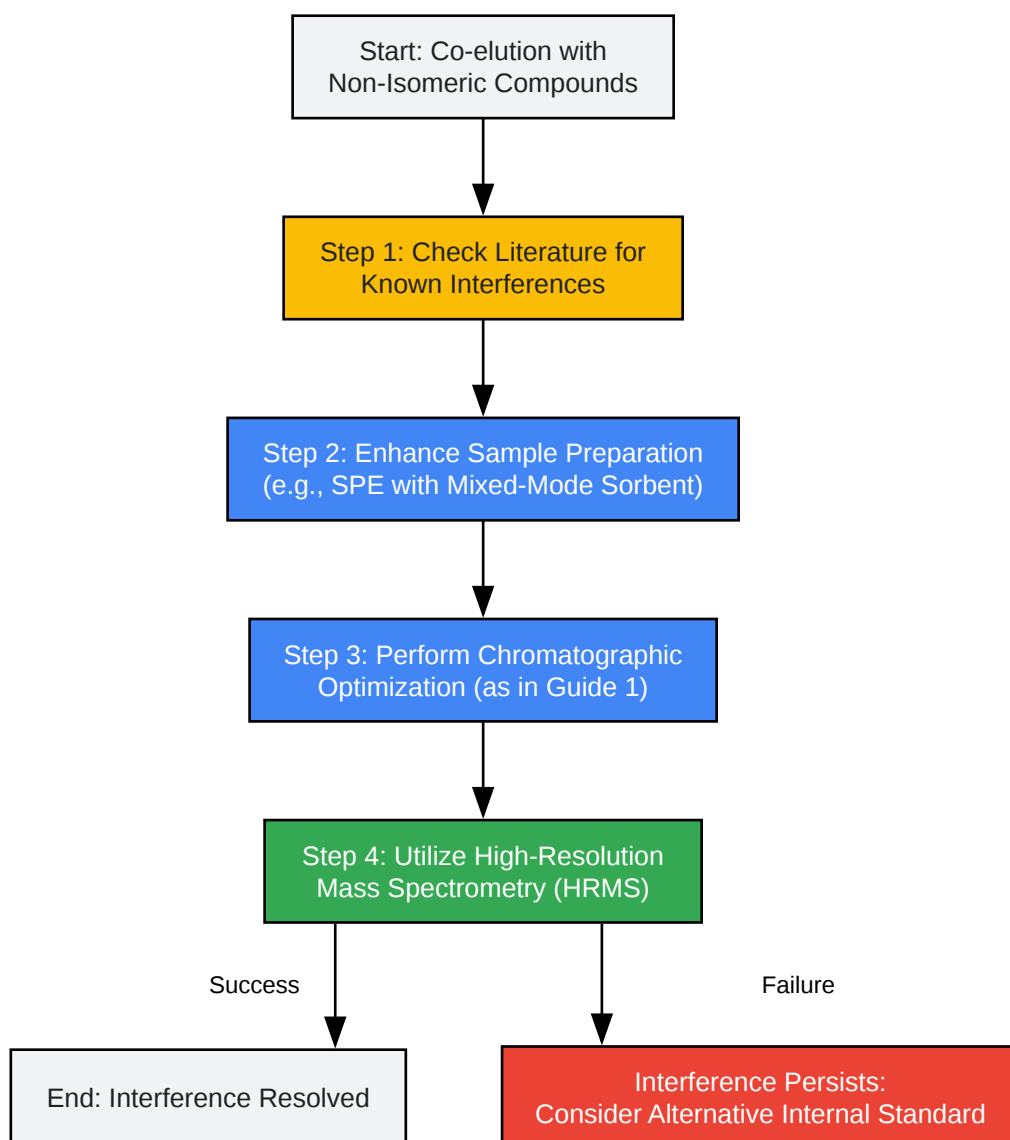 Start: Co-elution with
Non-Isomeric Compounds
Step 1: Check Literature for
Known Interferences
Step 2: Enhance Sample Preparation
(e.g., SPE with Mixed-Mode Sorbent)
Step 3: Perform Chromatographic
Optimization (as in Guide 1)
Step 4: Utilize High-Resolution
Mass Spectrometry (HRMS)
Success
Failure
End: Interference Resolved
Interference Persists:
Consider Alternative Internal Standard